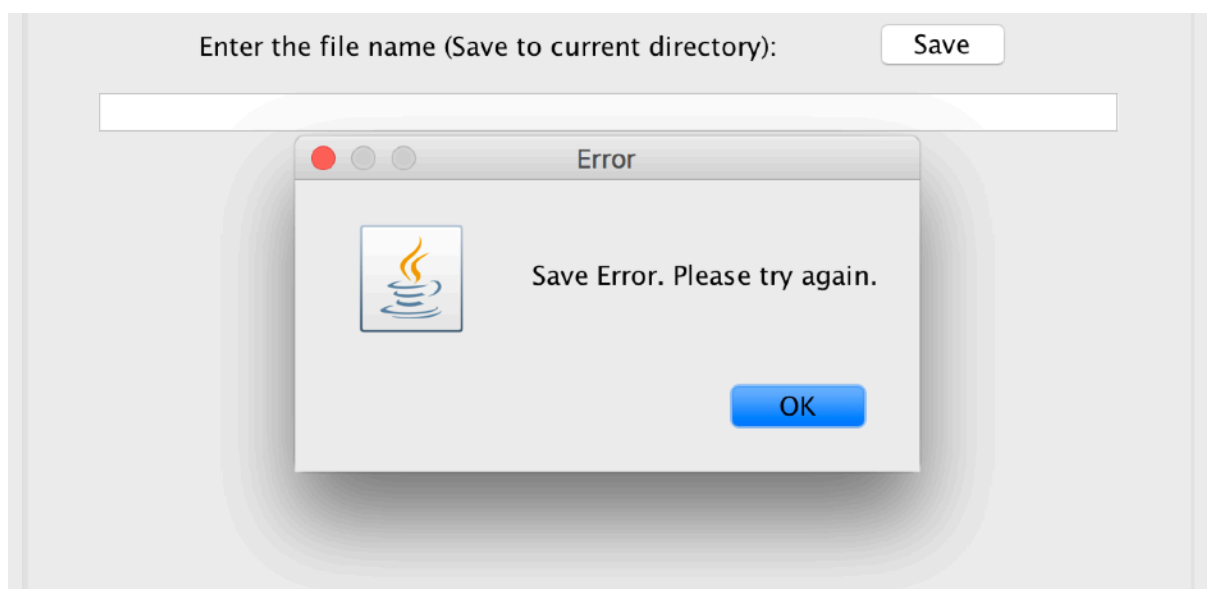 Enter the file name (Save to current directory): Save
Error
Save Error. Please try again.
OK